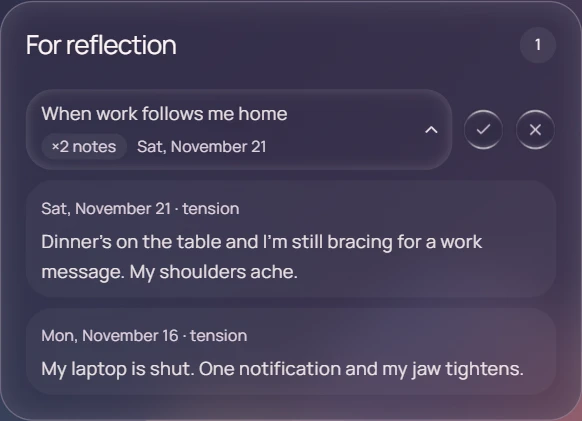 For reflection
1
When work follows me home
×2 notes Sat, November 21
Sat, November 21 · tension
Dinner's on the table and I'm still bracing for a work
message. My shoulders ache.
Mon, November 16 · tension
My laptop is shut. One notification and my jaw tightens.